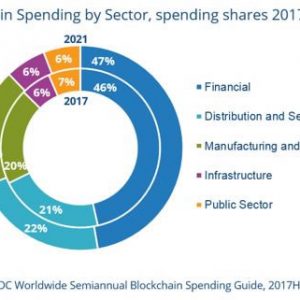 in Spending by Sector, spending shares 2017
2021
6%
47%
6%
7%
2017
6%
46%
20%
21%
22%
Financial
Distribution and Se
Manufacturing and
Infrastructure
Public Sector
DC Worldwide Semiannual Blockchain Spending Guide, 2017H